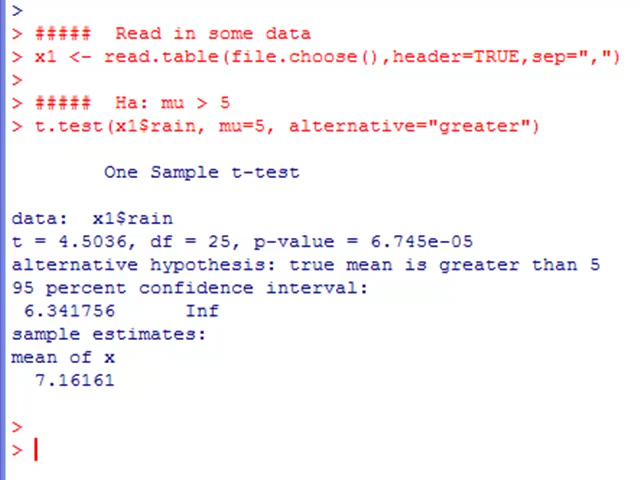 >
> #####  Read in some data
> x1 <- read.table(file.choose(),header=TRUE,sep=",")
>
> #####  Ha: mu > 5
> t.test(x1$rain, mu=5, alternative="greater")
One Sample t-test
data:  x1$rain
t = 4.5036, df = 25, p-value = 6.745e-05
alternative hypothesis: true mean is greater than 5
95 percent confidence interval:
6.341756      Inf
sample estimates:
mean of x
7.16161
>
>